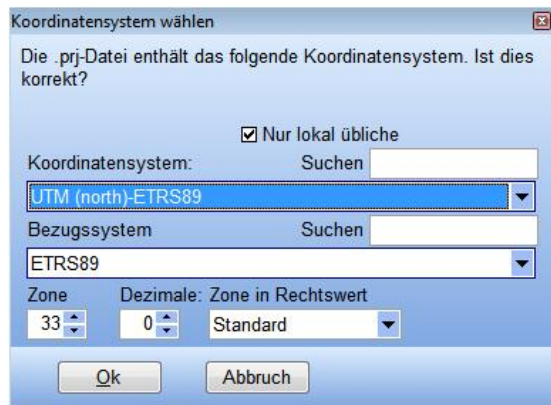 Koordinatensystem wählen
Die .prj-Datei enthält das folgende Koordinatensystem. Ist dies
korrekt?
Nur lokal übliche
Koordinatensystem: Suchen
UTM (north)-ETRS89
Bezugssystem Suchen
ETRS89
Zone Dezimale: Zone in Rechtswert
33 0 Standard
Ok Abbruch